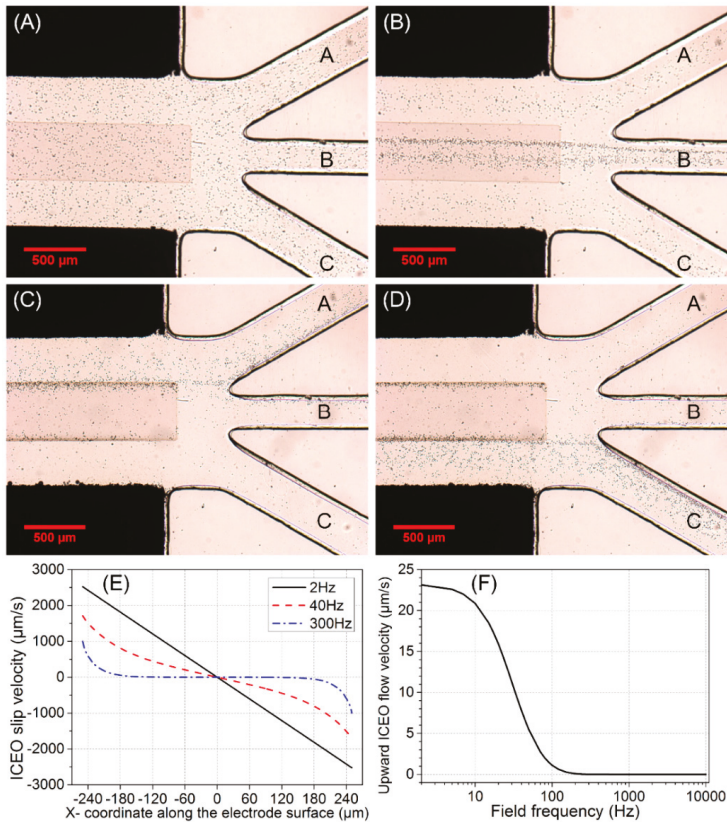 (A)
A
B
C
500 μm
(B)
A
B
C
500 μm
(C)
A
B
C
500 μm
(D)
A
B
C
500 μm
(E)
2Hz
40Hz
300Hz
3000
2000
1000
0
-1000
-2000
-3000
-240 -180 -120 -60 0 60 120 180 240
ICEO slip velocity (μm/s)
X- coordinate along the electrode surface (μm)
(F)
25
20
15
10
5
0
10 100 1000 10000
Upward ICEO flow velocity (μm/s)
Field frequency (Hz)